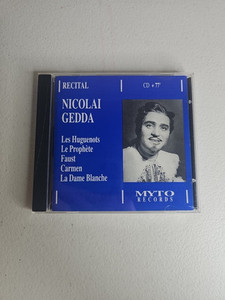 RECITAL
CD • 77'
NICOLAI
GEDDA
Les Huguenots
Le Prophète
Faust
Carmen
La Dame Blanche
MYTO
RECORDS